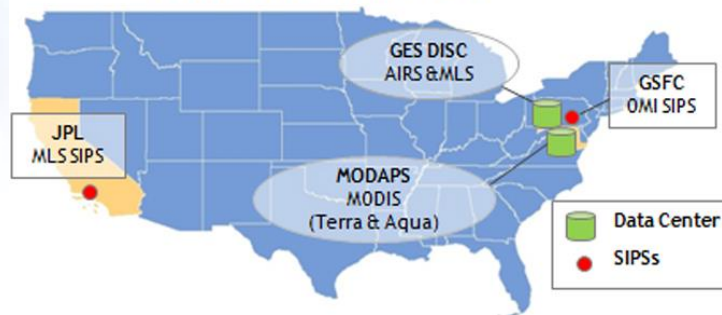 GES DISC
AIRS &MLS
GSFC
OMI SIPS
JPL
MLS SIPS
MODAPS
MODIS
(Terra & Aqua)
Data Center
SIPSs